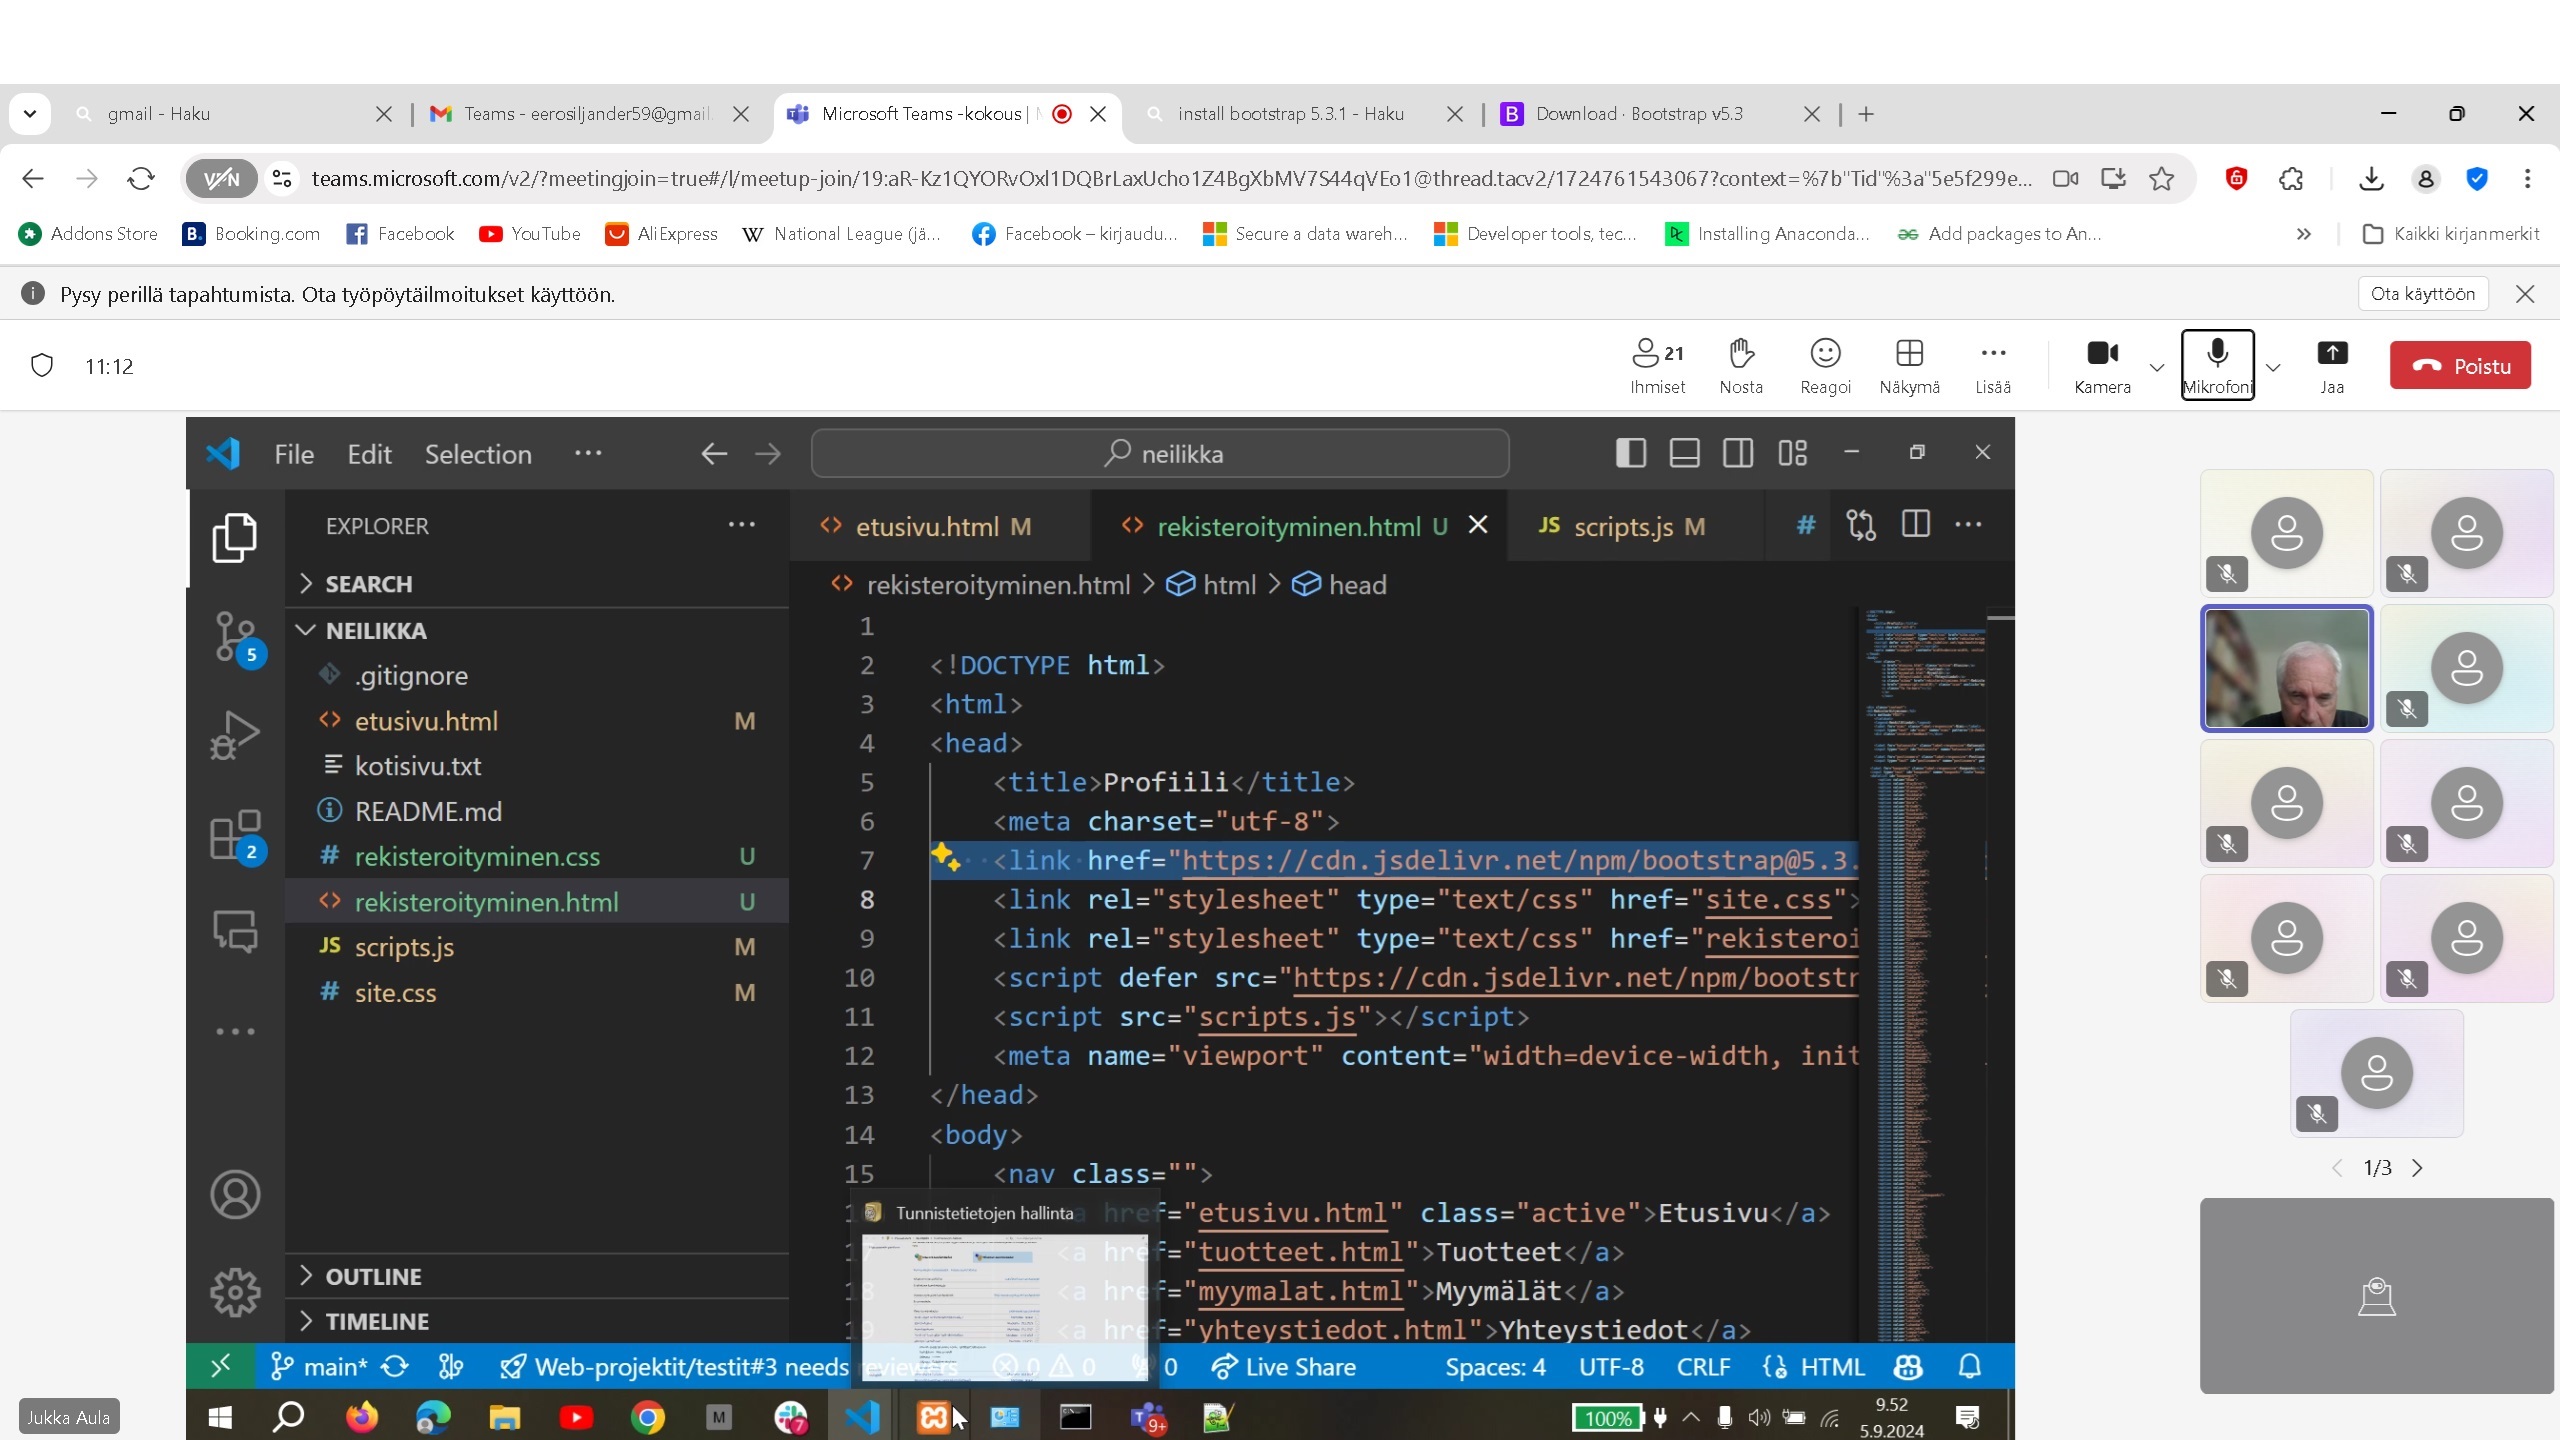 gmail - Haku
Teams - eerosiljander59@gmail.
Microsoft Teams -kokous |
install bootstrap 5.3.1 - Haku
Download · Bootstrap v5.3
VPN
teams.microsoft.com/v2/?meetingjoin=true#/l/meetup-join/19:aR-Kz1QYORvOxl1DQBrLaxUcho1Z4BgXbMV7S44qVEo1@thread.tacv2/1724761543067?context=%7b"Tid"%3a"5e5f299e...
Addons Store
Booking.com
Facebook
YouTube
AliExpress
National League (jä...
Facebook – kirjaudu...
Secure a data wareh...
Developer tools, tec...
Installing Anaconda...
Add packages to An...
Kaikki kirjanmerkit
Pysy perillä tapahtumista. Ota työpöytäilmoitukset käyttöön.
Ota käyttöön
11:12
21
Ihmiset
Nosta
Reagoi
Näkymä
Lisää
Kamera
Mikrofoni
Jaa
Poistu
File Edit Selection ···
neilikka
EXPLORER
SEARCH
NEILIKKA
.gitignore
etusivu.html M
kotisivu.txt
README.md
rekisteroityminen.css U
rekisteroityminen.html U
scripts.js M
site.css M
OUTLINE
TIMELINE
5
2
etusivu.html M
rekisteroityminen.html U
JS scripts.js M
#
rekisteroityminen.html > html > head
1
2 <!DOCTYPE html>
3 <html>
4 <head>
5 <title>Profiili</title>
6 <meta charset="utf-8">
7 <link href="https://cdn.jsdelivr.net/npm/bootstrap@5.3.
8 <link rel="stylesheet" type="text/css" href="site.css">
9 <link rel="stylesheet" type="text/css" href="rekisteroi
10 <script defer src="https://cdn.jsdelivr.net/npm/bootstr
11 <script src="scripts.js"></script>
12 <meta name="viewport" content="width=device-width, init
13 </head>
14 <body>
15 <nav class="">
href="etusivu.html" class="active">Etusivu</a>
<a href="tuotteet.html">Tuotteet</a>
<a href="myymalat.html">Myymälät</a>
<a href="yhteystiedot.html">Yhteystiedot</a>
Tunnistetietojen hallinta
main*
Web-projektit/testit#3 needs reviewers
0 0
0
Live Share
Spaces: 4
UTF-8
CRLF
HTML
100%
9.52
5.9.2024
7
9+
1/3
Jukka Aula